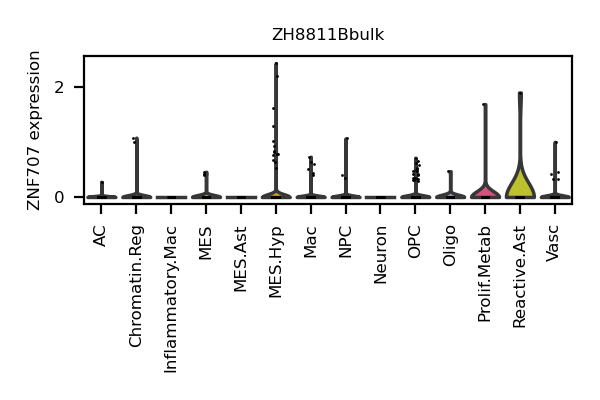 ZH8811Bbulk
ZNF707 expression
2
0
AC
Chromatin.Reg
Inflammatory.Mac
MES
MES.Ast
MES.Hyp
Mac
NPC
Neuron
OPC
Oligo
Prolif.Metab
Reactive.Ast
Vasc